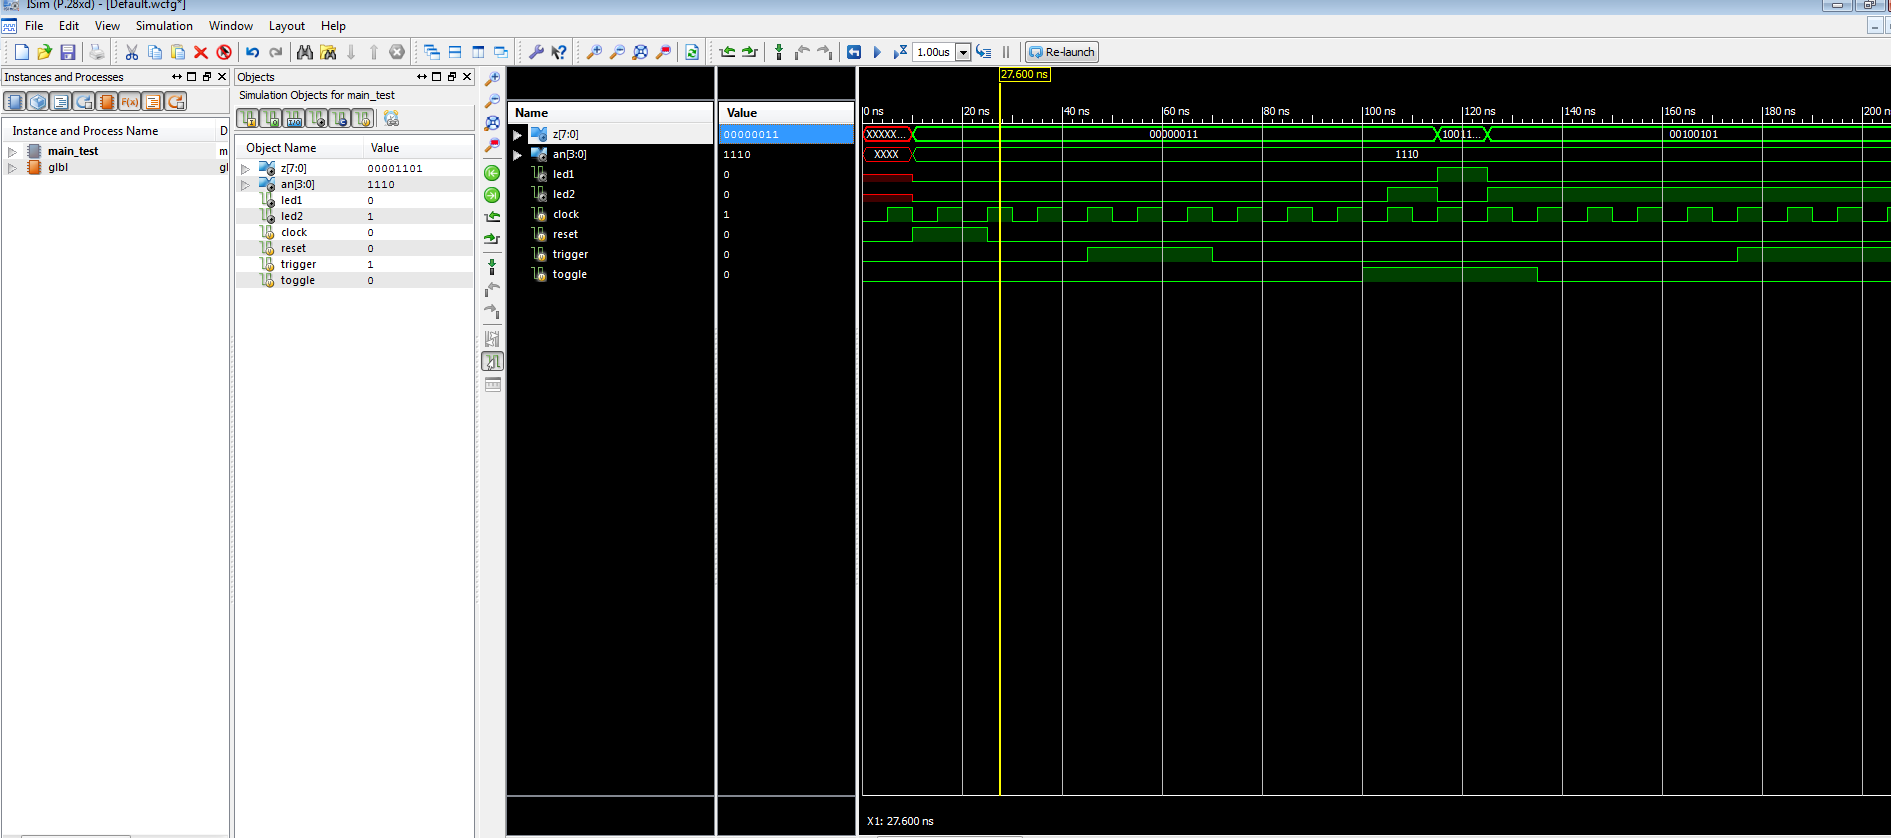 ISim (P.28xd) - [Default.wcfg*]
File Edit View Simulation Window Layout Help
1.00us Re-launch
Instances and Processes
Instance and Process Name D
main_test m
glbl gl
Objects
Simulation Objects for main_test
Object Name Value
z[7:0] 00001101
an[3:0] 1110
led1 0
led2 1
clock 0
reset 0
trigger 1
toggle 0
27.600 ns
Name Value
0 ns 20 ns 40 ns 60 ns 80 ns 100 ns 120 ns 140 ns 160 ns 180 ns 200 n
z[7:0] 00000011 XXXXX... 00000011 10011... 00100101
an[3:0] 1110 XXXX 1110
led1 0
led2 0
clock 1
reset 0
trigger 0
toggle 0
X1: 27.600 ns